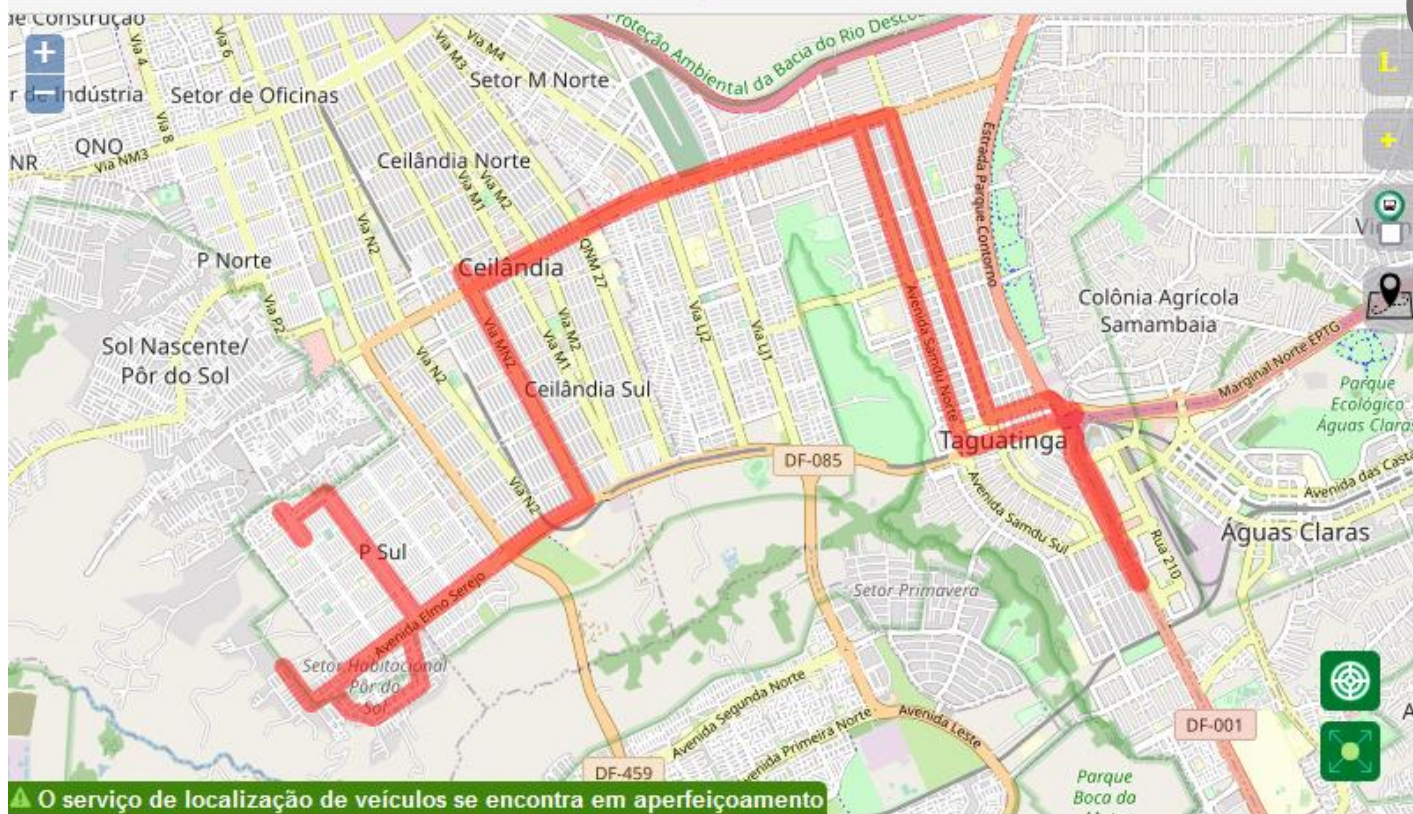 de Construção
Via 4
Via 6
Via M3
Via M4
Proteção Ambiental da Bacia do Rio Desco
Setor M Norte
+
L
Setor de Oficinas
Via 8
QNO
Via NM3
NR
Ceilândia Norte
Estrada Parque Contorno
+
Via M2
Via M1
Via N2
P Norte
Ceilândia
QNM 27
Via P2
Via MN2
Via M2
Via M1
Via LJ2
Via LJ1
Avenida Samdu Norte
Colônia Agrícola
Samambaia
Marginal Norte EPTG
Sol Nascente/
Pôr do Sol
Via N2
Ceilândia Sul
Parque
Ecológico
Águas Claras
Taguatinga
DF-085
Via N2
Avenida Samdu Sul
Avenida das Casta
P Sul
Rua 210
Águas Claras
Avenida Elmo Serejo
Setor Primavera
Setor Habitacional
Pôr do
Sol
Avenida Segunda Norte
Avenida Primeira Norte
Avenida Leste
DF-001
DF-459
Parque
Boca da
O serviço de localização de veículos se encontra em aperfeiçoamento